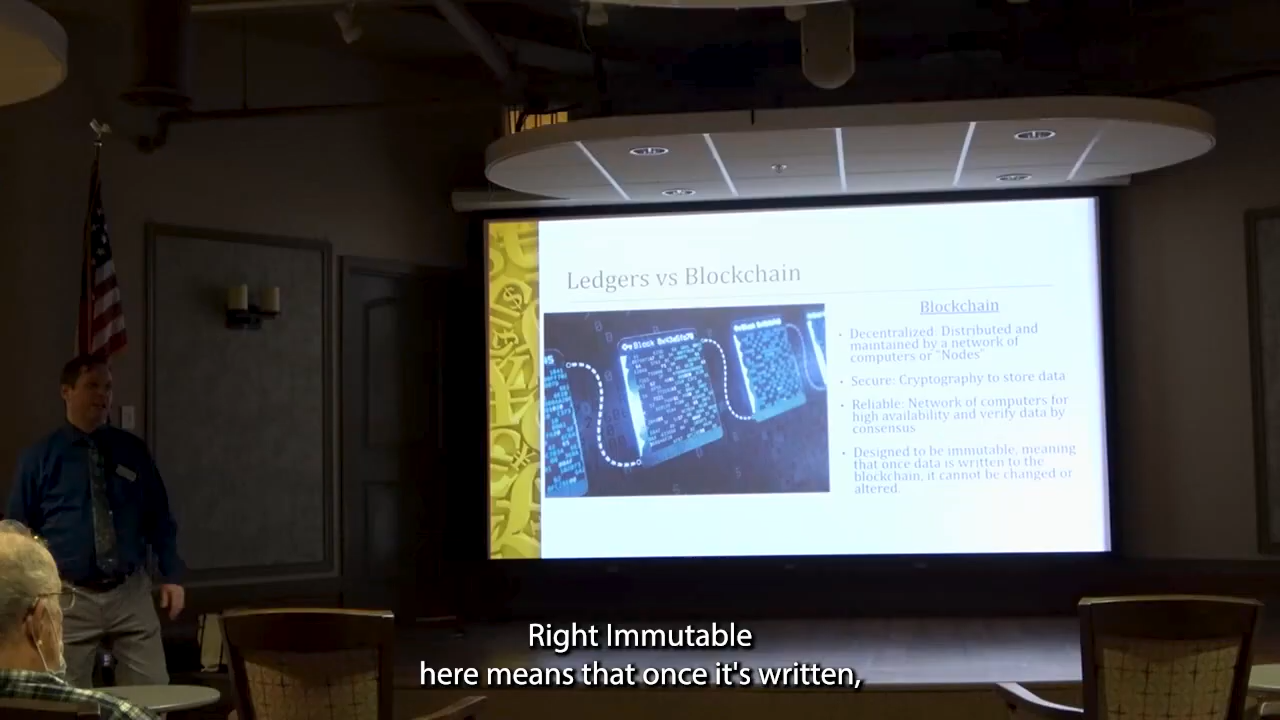 Ledgers vs Blockchain
Blockchain
• Decentralized: Distributed and
maintained by a network of
computers or "Nodes"
• Secure: Cryptography to store data
• Reliable: Network of computers for
high availability and verify data by
consensus
• Designed to be immutable, meaning
that once data is written to the
blockchain, it cannot be changed or
altered.
Right Immutable
here means that once it's written,